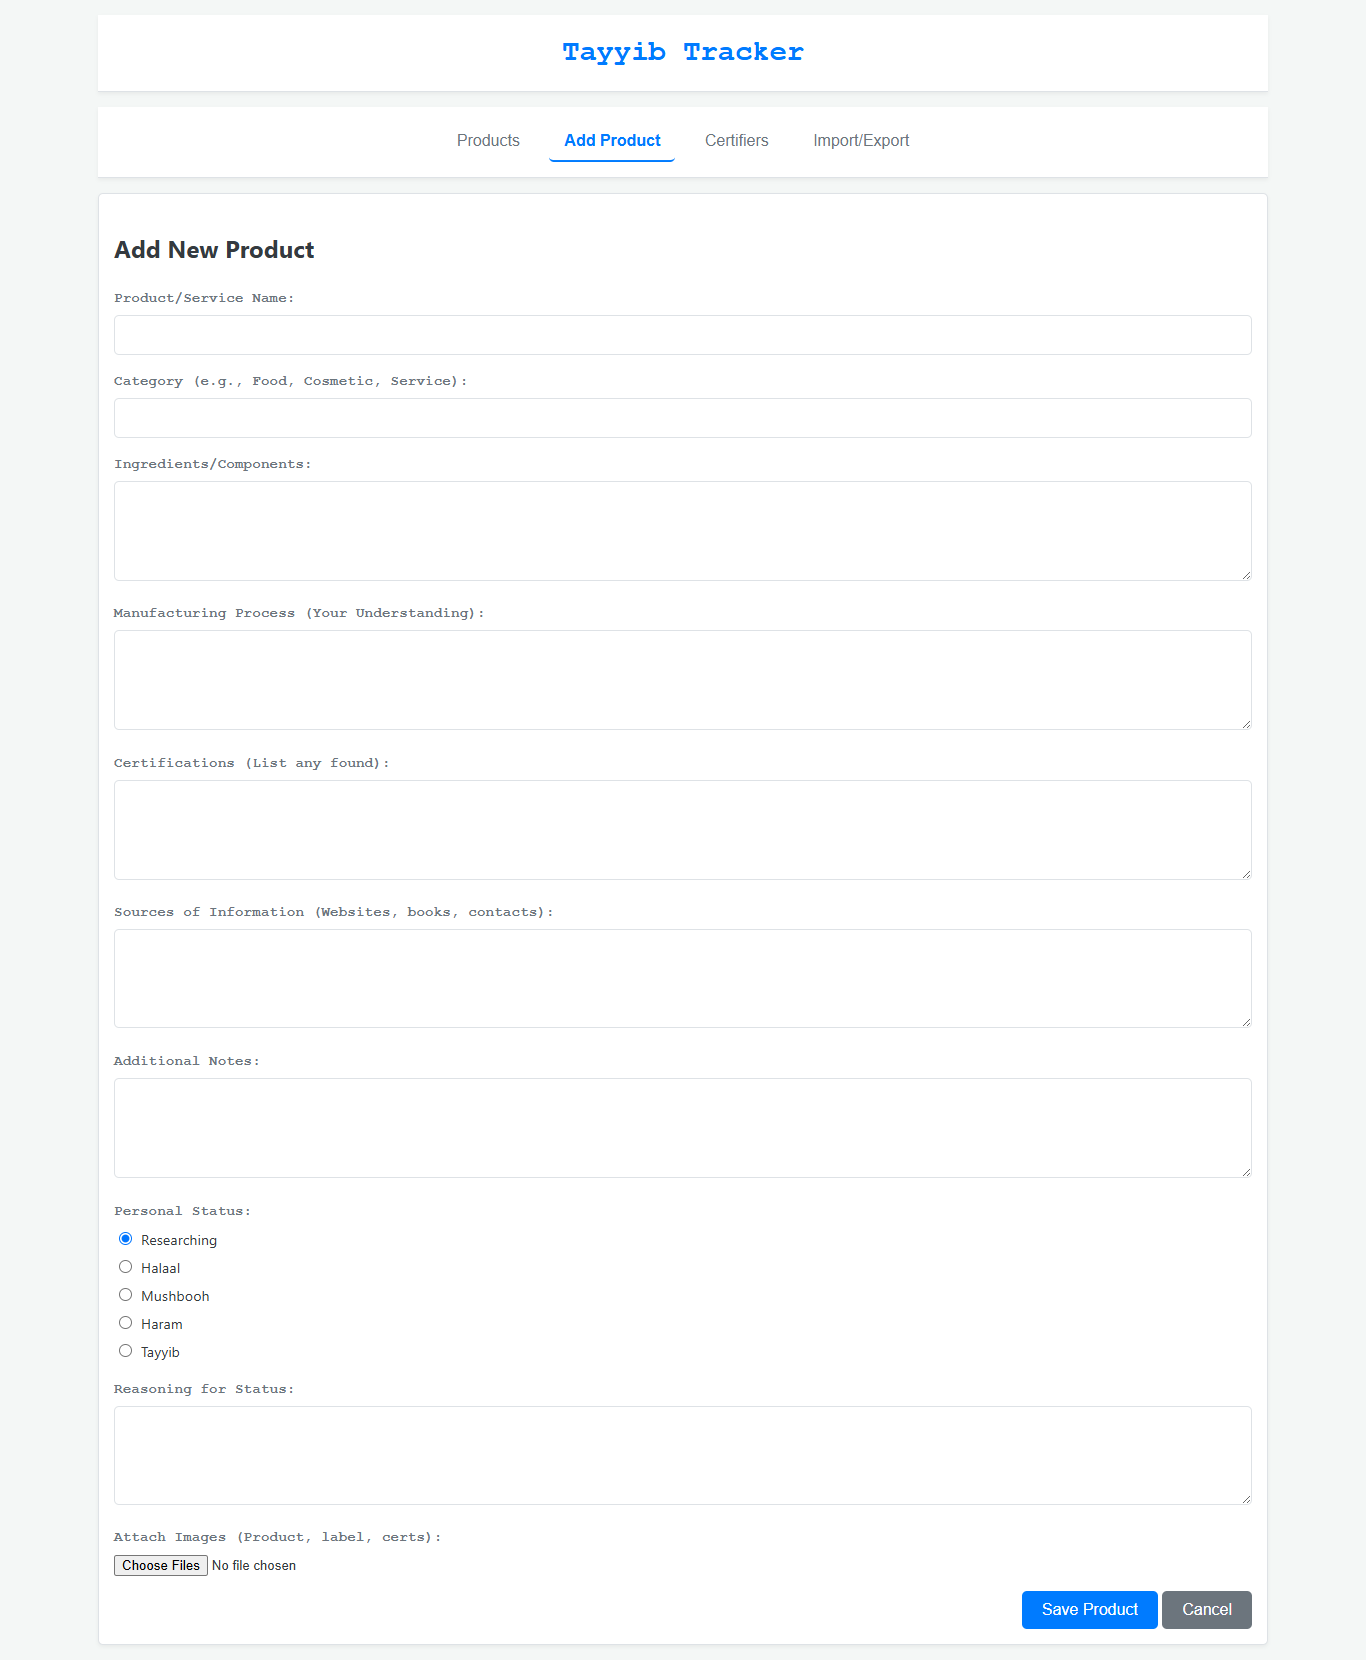 Tayyib Tracker
Products
Add Product
Certifiers
Import/Export
Add New Product
Product/Service Name:
Category (e.g., Food, Cosmetic, Service):
Ingredients/Components:
Manufacturing Process (Your Understanding):
Certifications (List any found):
Sources of Information (Websites, books, contacts):
Additional Notes:
Personal Status:
Researching
Halaal
Mushbooh
Haram
Tayyib
Reasoning for Status:
Attach Images (Product, label, certs):
Choose Files No file chosen
Save Product
Cancel